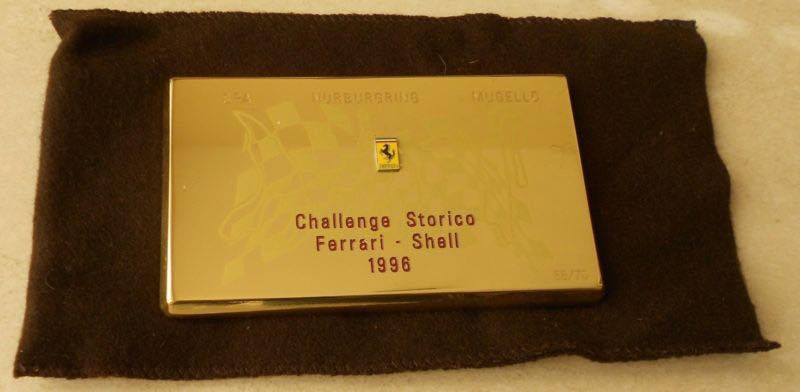 SPA NURBURGRING MUGELLO
Challenge Storico
Ferrari - Shell
1996